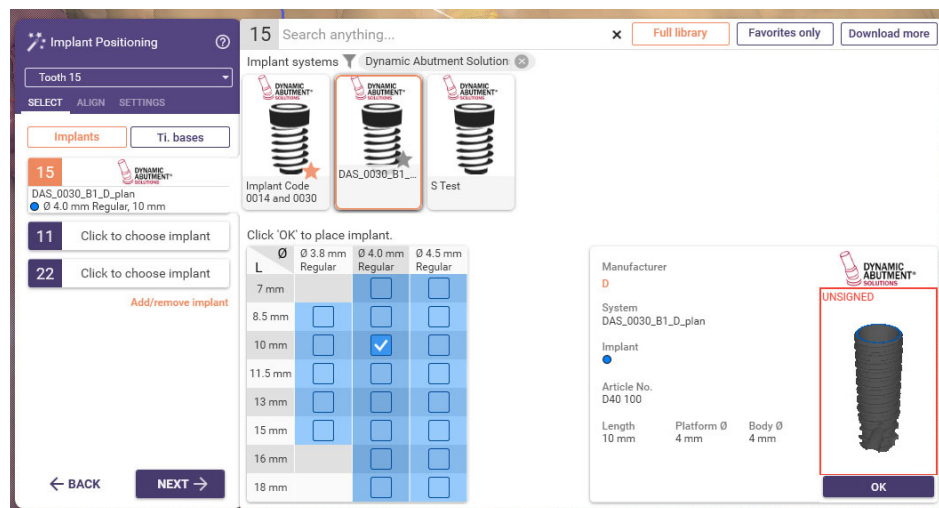 Implant Positioning
Tooth 15
SELECT ALIGN SETTINGS
Implants Ti. bases
15 DYNAMIC ABUTMENT® SOLUTIONS
DAS_0030_B1_D_plan
Ø 4.0 mm Regular, 10 mm
11 Click to choose implant
22 Click to choose implant
Add/remove implant
BACK NEXT
15 Search anything... Full library Favorites only Download more
Implant systems Dynamic Abutment Solution
DYNAMIC ABUTMENT® SOLUTIONS
Implant Code
0014 and 0030
DYNAMIC ABUTMENT® SOLUTIONS
DAS_0030_B1_...
DYNAMIC ABUTMENT® SOLUTIONS
S Test
Click 'OK' to place implant.
Ø Ø 3.8 mm Ø 4.0 mm Ø 4.5 mm
L Regular Regular Regular
7 mm
8.5 mm
10 mm
11.5 mm
13 mm
15 mm
16 mm
18 mm
Manufacturer
D
DYNAMIC
ABUTMENT®
SOLUTIONS
System
DAS_0030_B1_D_plan
Implant
Article No.
D40 100
Length Platform Ø Body Ø
10 mm 4 mm 4 mm
UNSIGNED
OK